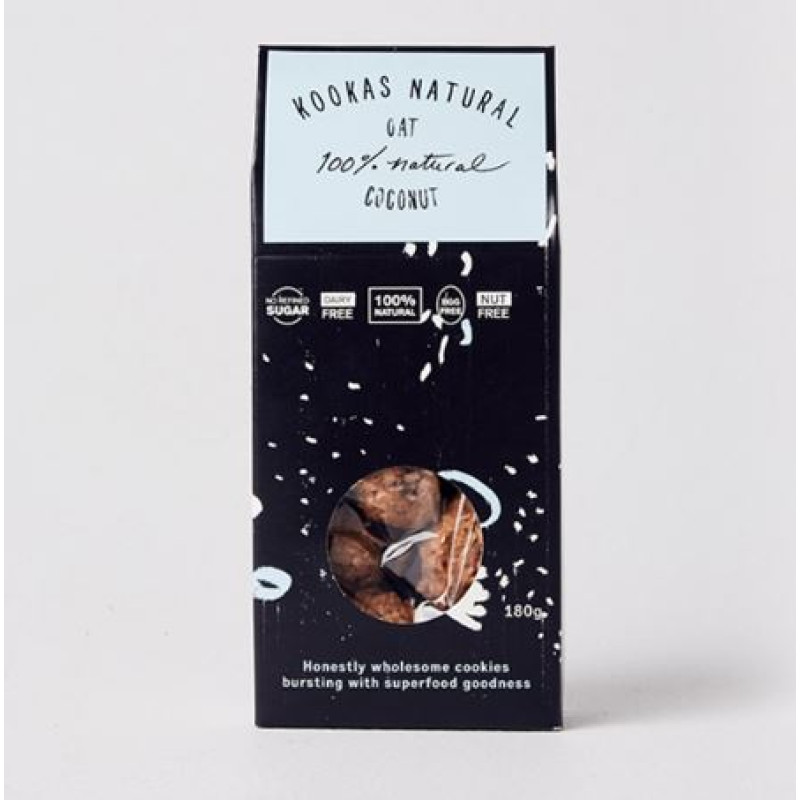 KOOKAS NATURAL
OAT
100% natural
COCONUT
NO REFINED
SUGAR
DAIRY
FREE
100%
NATURAL
EGG
FREE
NUT
FREE
180g
Honestly wholesome cookies
bursting with superfood goodness